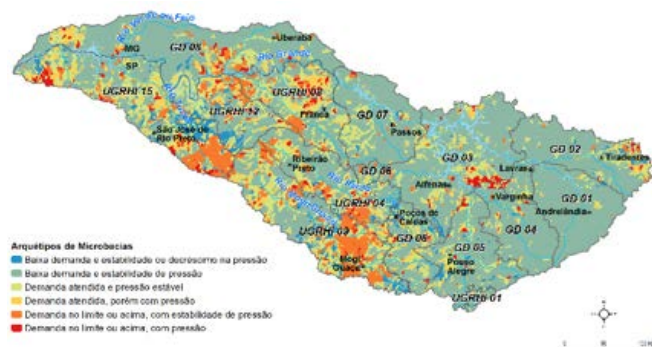 Rio Grande
Uberaba
MG
GD 08
SP
UGRHI 15
UGRHI 12
UGRHI 08
Franca
GD 07
Passos
São José do
Rio Preto
GD 02
Tiradentes
GD 03
Ribeirão
Preto
GD 06
Lavras
Alfenas
GD 01
Varginha
UGRHI 04
Rio Pardo
Andrelândia
Poços de
Caldas
GD 04
UGRHI 09
GD 06
GD 05
Mogi
Guaçu
Pouso
Alegre
UGRHI 01
Arquétipos de Microbacias
Baixa demanda e estabilidade ou decréscimo na pressão
Baixa demanda e estabilidade de pressão
Demanda atendida e pressão estável
Demanda atendida, porém com pressão
Demanda no limite ou acima, com estabilidade de pressão
Demanda no limite ou acima, com pressão